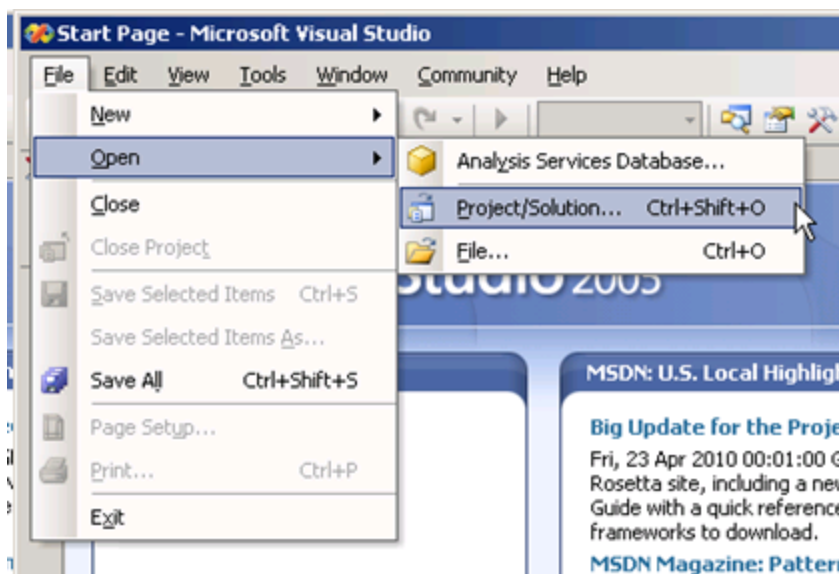 Start Page - Microsoft Visual Studio
File Edit View Tools Window Community Help
New
Open
Analysis Services Database...
Close
Project/Solution... Ctrl+Shift+O
Close Project
File... Ctrl+O
Save Selected Items Ctrl+S
Studio 2005
Save Selected Items As...
Save All Ctrl+Shift+S
MSDN: U.S. Local Highligh
Page Setup...
Big Update for the Proje
Fri, 23 Apr 2010 00:01:00 G
Print... Ctrl+P
Rosetta site, including a new
Guide with a quick reference
Exit
frameworks to download.
MSDN Magazine: Pattern